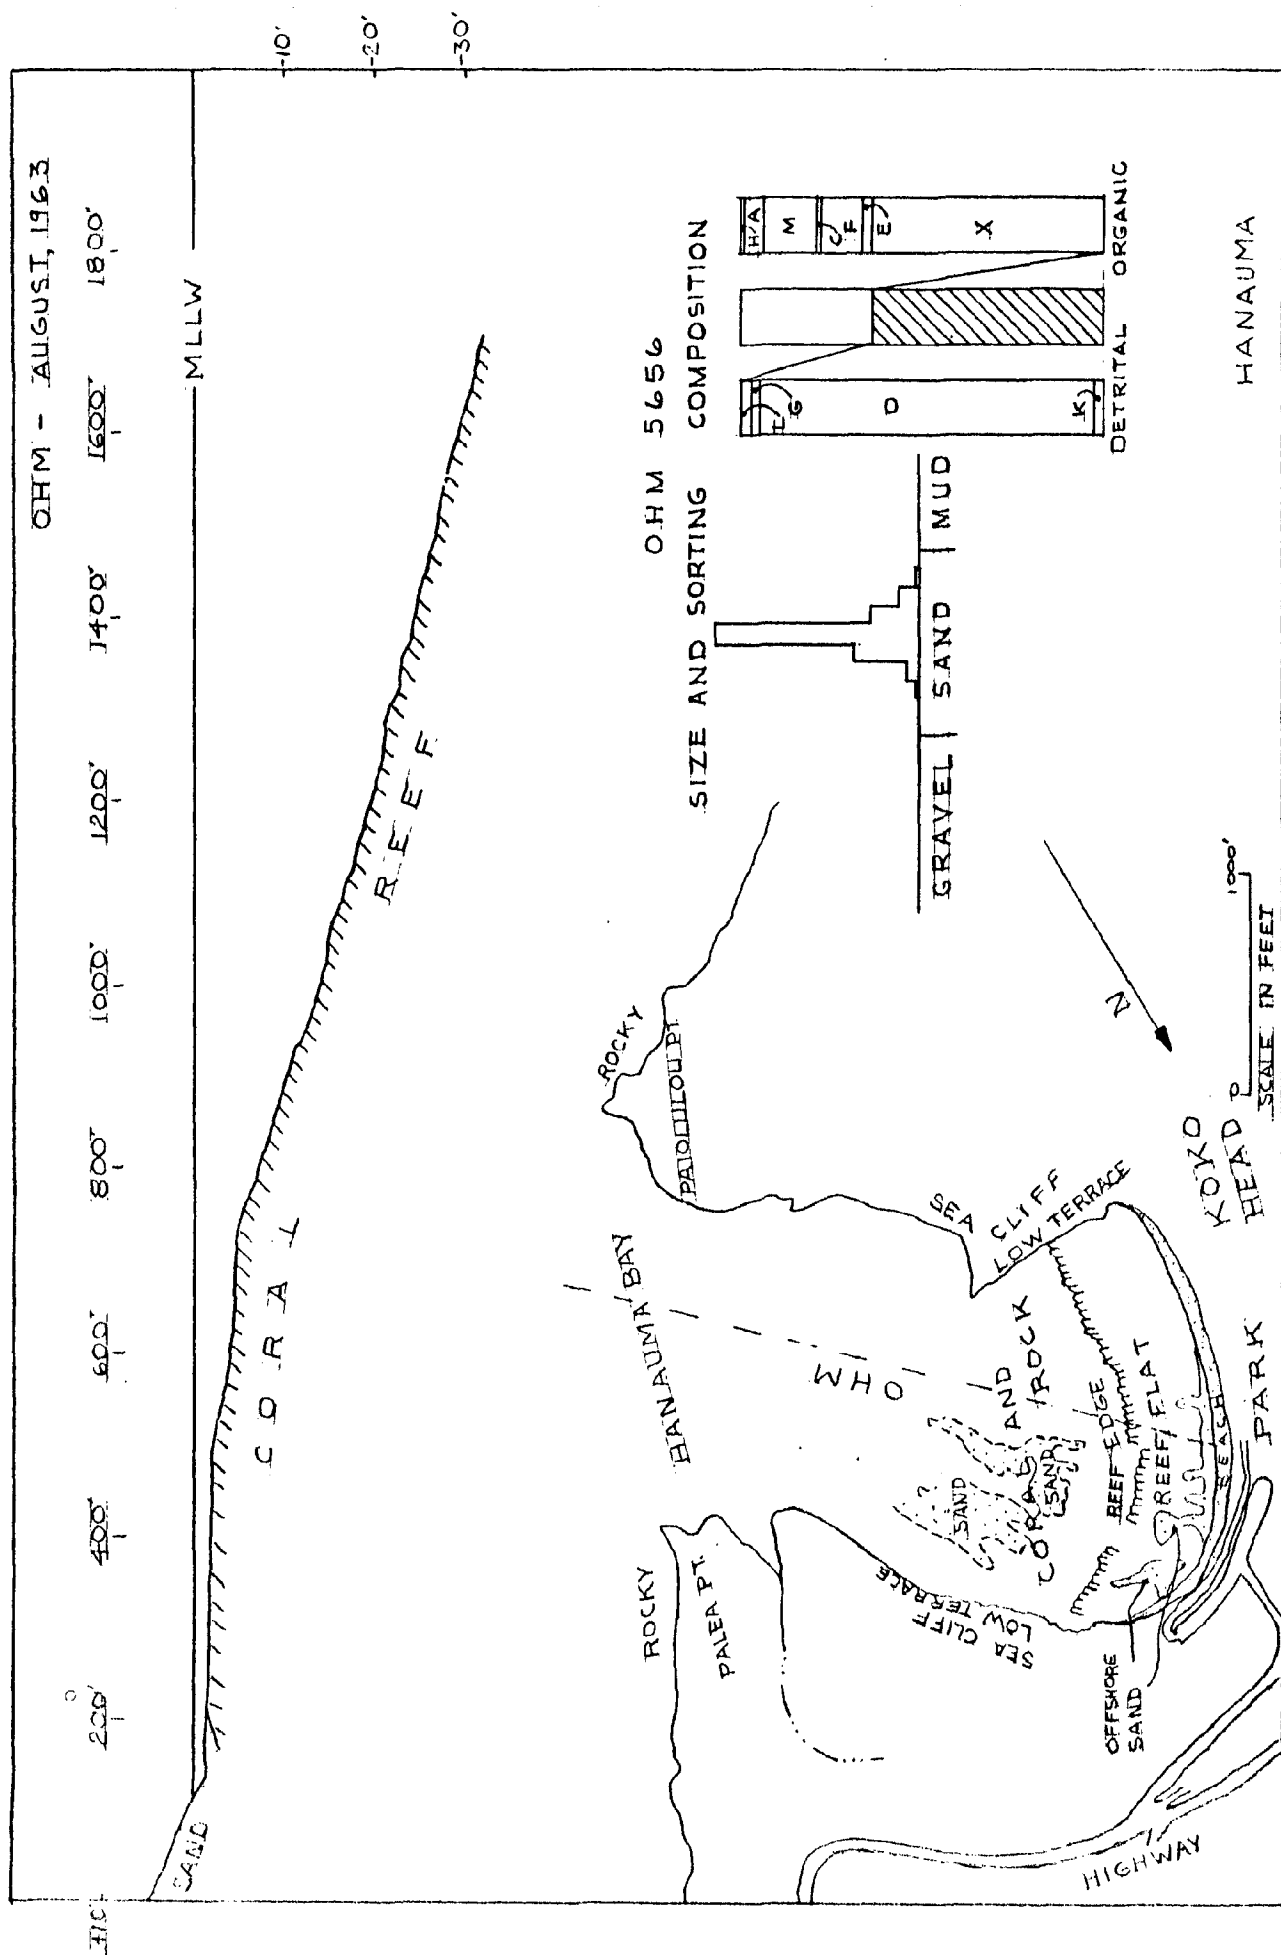 OHM - AUGUST, 1963
200'
400'
600'
800'
1000'
1200'
1400'
1600'
1800'
-10'
-20'
-30'
MLLW
SAND
CORAL REEF
OHM 5656
SIZE AND SORTING
COMPOSITION
GRAVEL
SAND
MUD
L
G
D
K
DETRITAL
H/A
M
C
F
E
X
ORGANIC
ROCKY
PAIOLUOLU PT.
ROCKY
PALEA PT.
HANAUMA BAY
OHM
SEA CLIFF
LOW TERRACE
SEA CLIFF
LOW TERRACE
?
?
SAND
SAND
CORAL AND ROCK
REEF EDGE
REEF FLAT
BEACH
OFFSHORE
SAND
HIGHWAY
PARK
KOKO
HEAD
N
0
1000'
SCALE IN FEET
HANAUMA